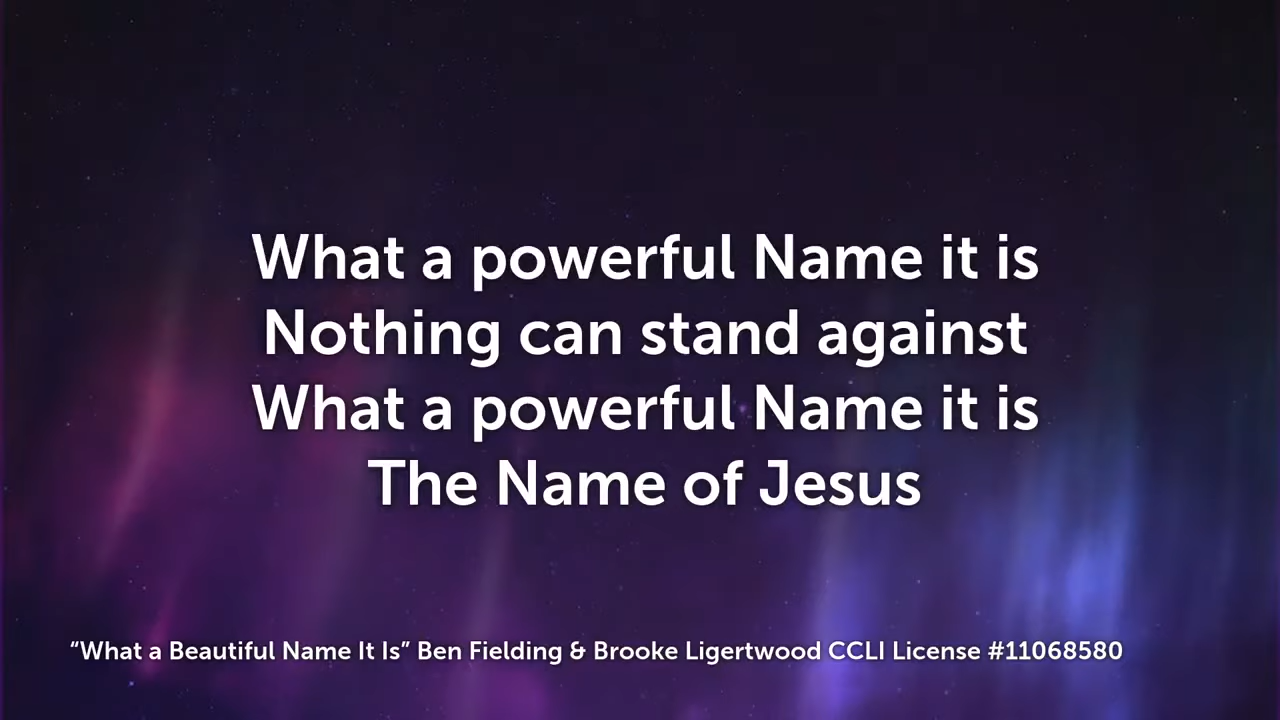 What a powerful Name it is
Nothing can stand against
What a powerful Name it is
The Name of Jesus
“What a Beautiful Name It Is” Ben Fielding & Brooke Ligertwood CCLI License #11068580